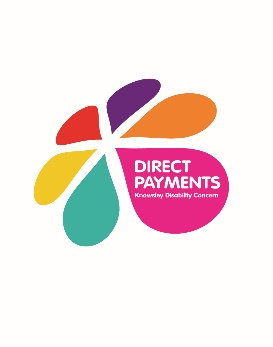 DIRECT
PAYMENTS
Knowsley Disability Concern